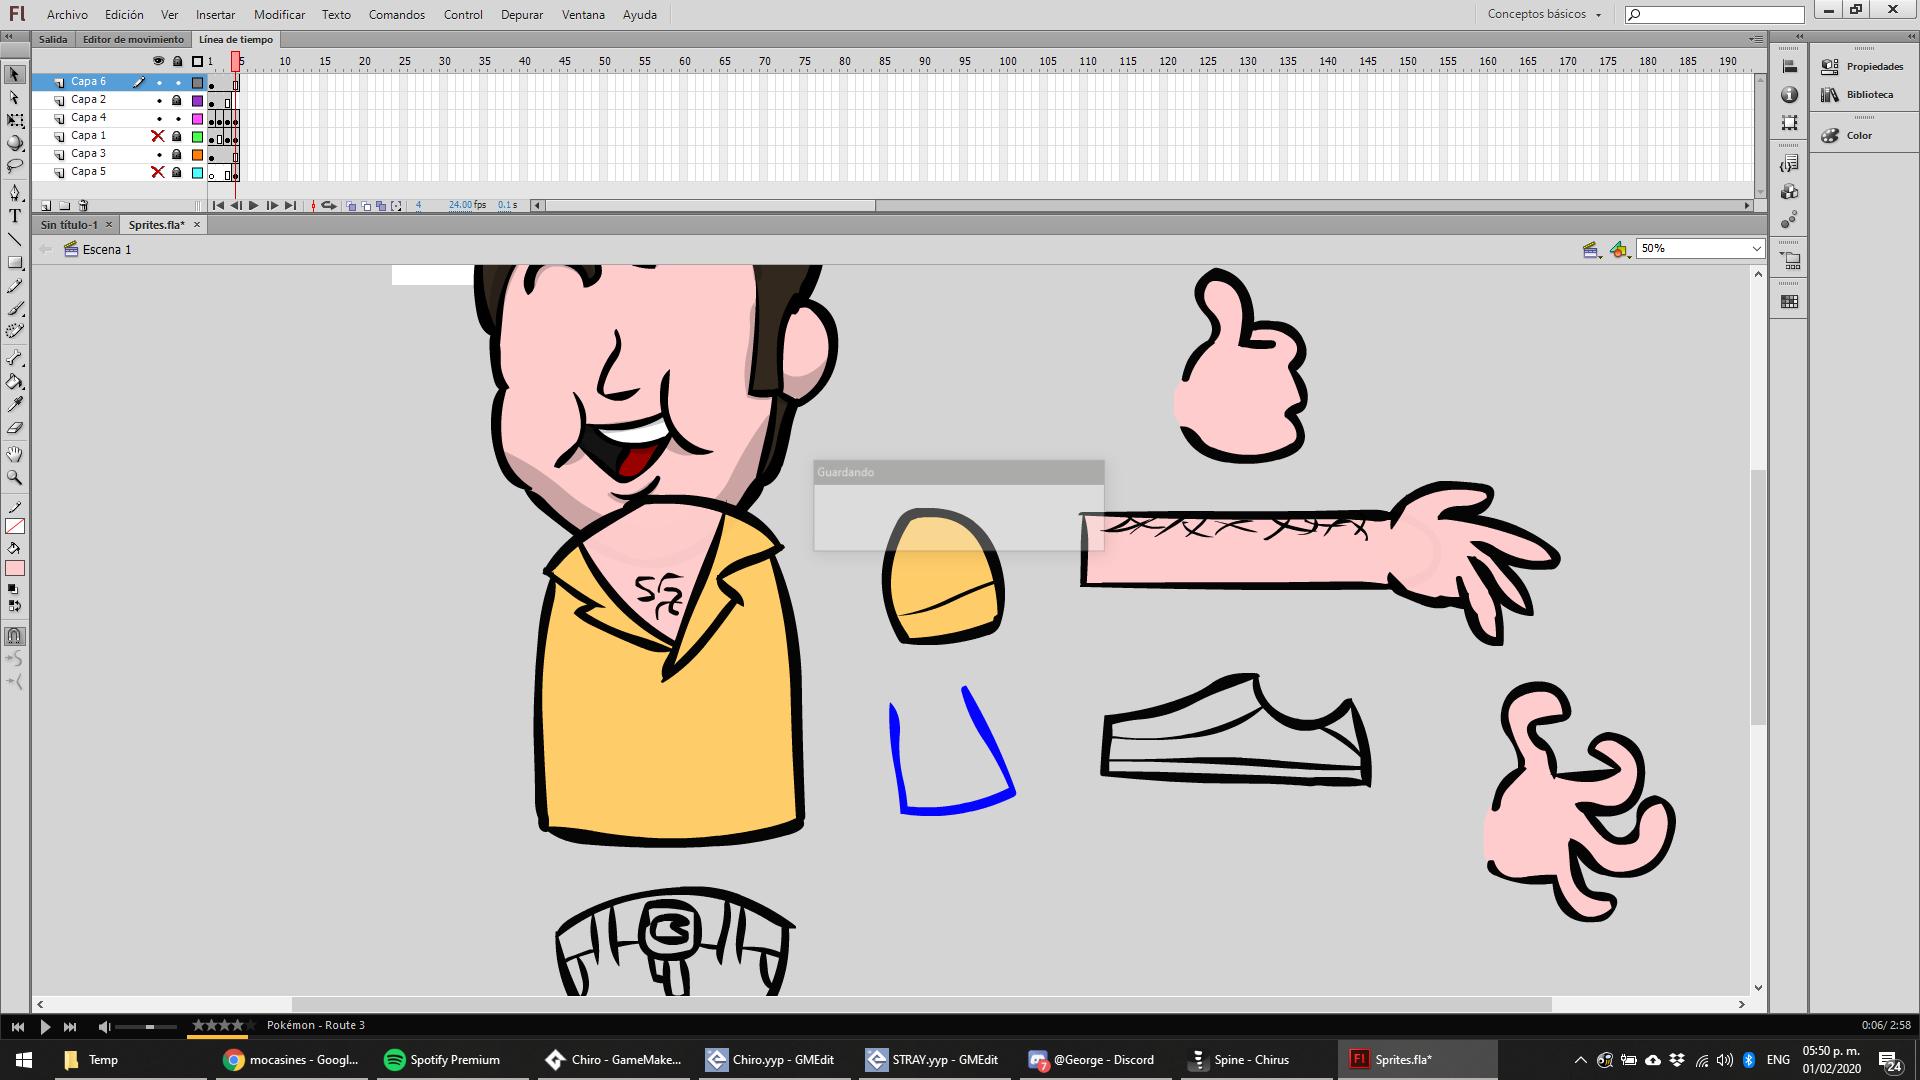 Fl Archivo Edición Ver Insertar Modificar Texto Comandos Control Depurar Ventana Ayuda Conceptos básicos
Salida Editor de movimiento Línea de tiempo
1 5 10 15 20 25 30 35 40 45 50 55 60 65 70 75 80 85 90 95 100 105 110 115 120 125 130 135 140 145 150 155 160 165 170 175 180 185 190
Capa 6
Capa 2
Capa 4
Capa 1
Capa 3
Capa 5
4 24.00 fps 0.1 s
Propiedades
Biblioteca
Color
Sin título-1 × Sprites.fla* ×
Escena 1 50%
Guardando
Pokémon - Route 3 0:06/ 2:58
Temp mocasines - Googl... Spotify Premium Chiro - GameMake... Chiro.yyp - GMEdit STRAY.yyp - GMEdit @George - Discord Spine - Chirus Fl Sprites.fla* ENG 05:50 p. m.
7 01/02/2020 24